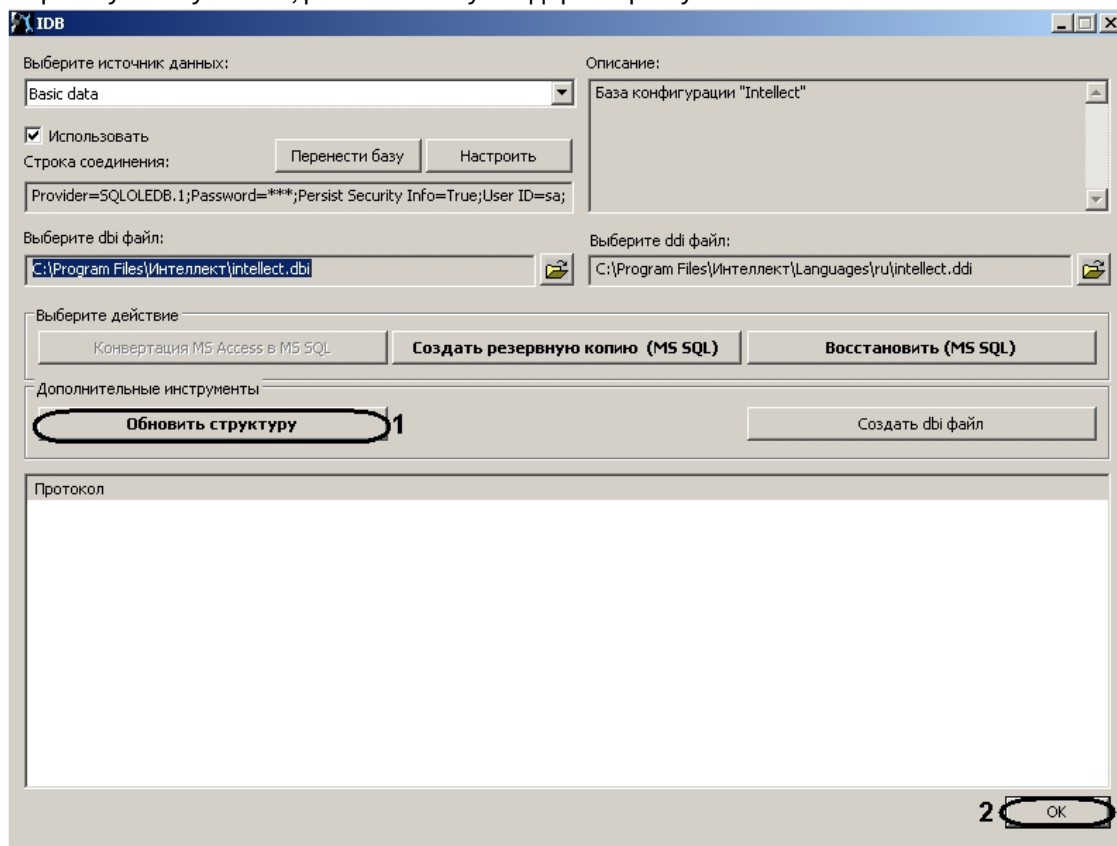 IDB
Выберите источник данных:
Описание:
Basic data
База конфигурации "Intellect"
Использовать
Строка соединения:
Перенести базу
Настроить
Provider=SQLOLEDB.1;Password=***;Persist Security Info=True;User ID=sa;
Выберите dbi файл:
Выберите ddi файл:
C:\Program Files\Интеллект\intellect.dbi
C:\Program Files\Интеллект\Languages\ru\intellect.ddi
Выберите действие
Конвертация MS Access в MS SQL
Создать резервную копию (MS SQL)
Восстановить (MS SQL)
Дополнительные инструменты
Обновить структуру
1
Создать dbi файл
Протокол
2
OK